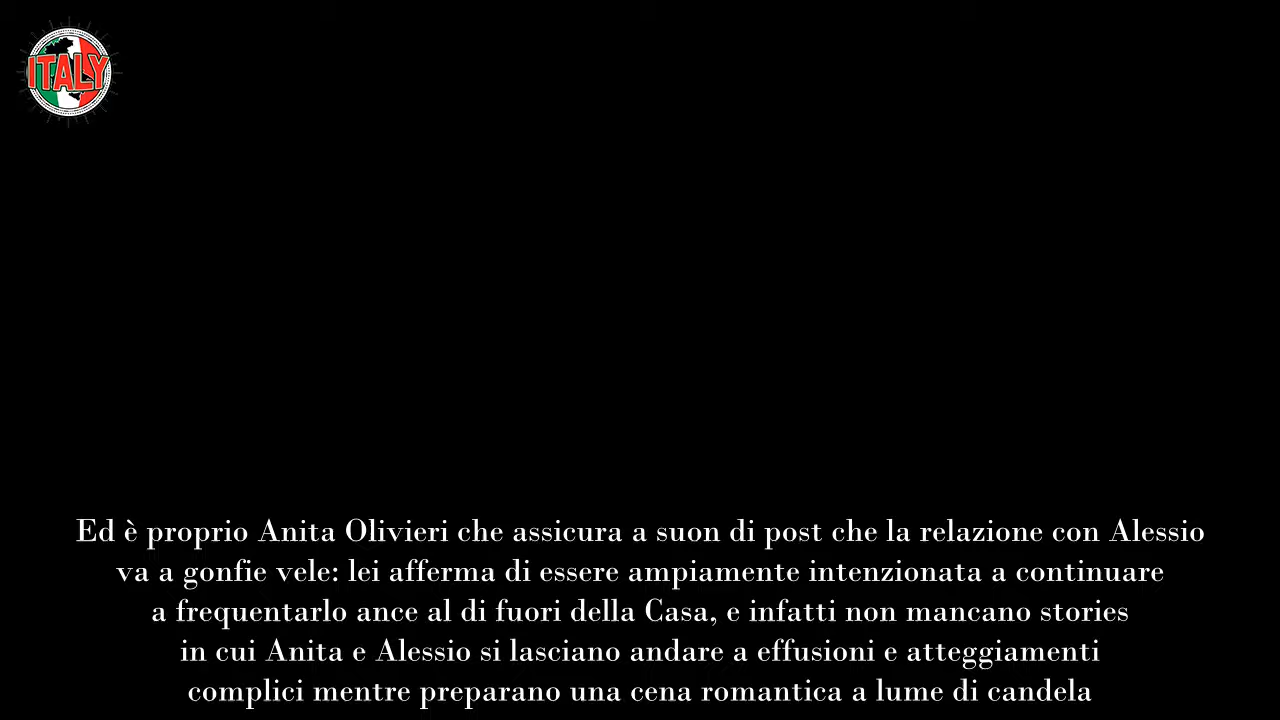 ITALY
Ed è proprio Anita Olivieri che assicura a suon di post che la relazione con Alessio
va a gonfie vele: lei afferma di essere ampiamente intenzionata a continuare
a frequentarlo ance al di fuori della Casa, e infatti non mancano stories
in cui Anita e Alessio si lasciano andare a effusioni e atteggiamenti
complici mentre preparano una cena romantica a lume di candela